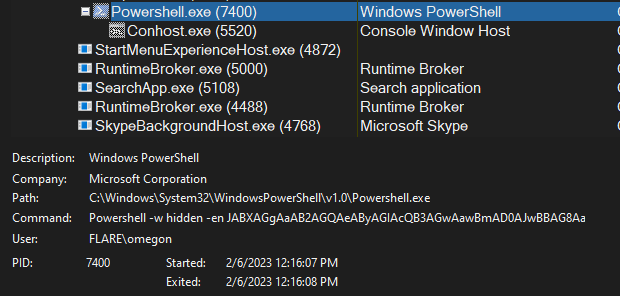 Powershell.exe (7400) Windows PowerShell
Conhost.exe (5520) Console Window Host
StartMenuExperienceHost.exe (4872)
RuntimeBroker.exe (5000) Runtime Broker
SearchApp.exe (5108) Search application
RuntimeBroker.exe (4488) Runtime Broker
SkypeBackgroundHost.exe (4768) Microsoft Skype
Description: Windows PowerShell
Company: Microsoft Corporation
Path: C:\Windows\System32\WindowsPowerShell\v1.0\Powershell.exe
Command: Powershell -w hidden -en JABXAGgAaAB2AGQAeAByAGIAcQB3AGwAawBmAD0AJwBBAG8Aa
User: FLARE\omegon
PID: 7400 Started: 2/6/2023 12:16:07 PM
Exited: 2/6/2023 12:16:08 PM